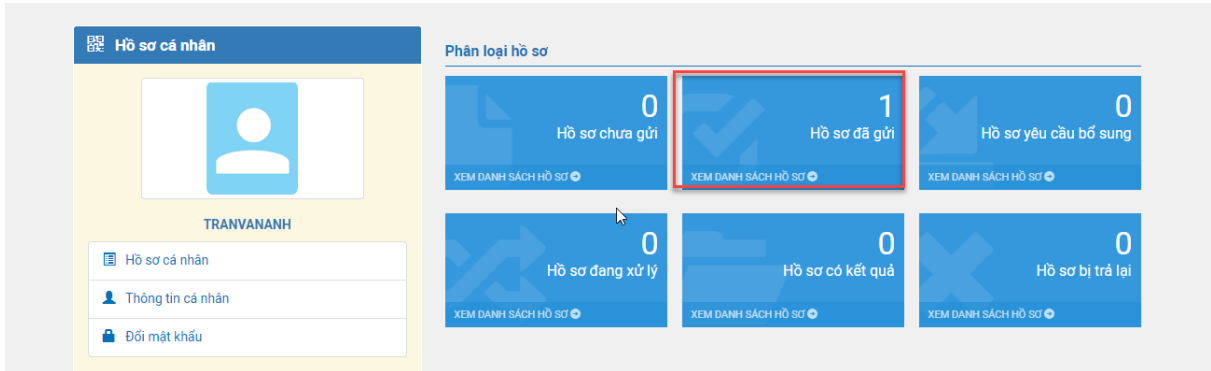 Hồ sơ cá nhân
TRANVANANH
Hồ sơ cá nhân
Thông tin cá nhân
Đổi mật khẩu
Phân loại hồ sơ
0
Hồ sơ chưa gửi
XEM DANH SÁCH HỒ SƠ
1
Hồ sơ đã gửi
XEM DANH SÁCH HỒ SƠ
0
Hồ sơ yêu cầu bổ sung
XEM DANH SÁCH HỒ SƠ
0
Hồ sơ đang xử lý
XEM DANH SÁCH HỒ SƠ
0
Hồ sơ có kết quả
XEM DANH SÁCH HỒ SƠ
0
Hồ sơ bị trả lại
XEM DANH SÁCH HỒ SƠ